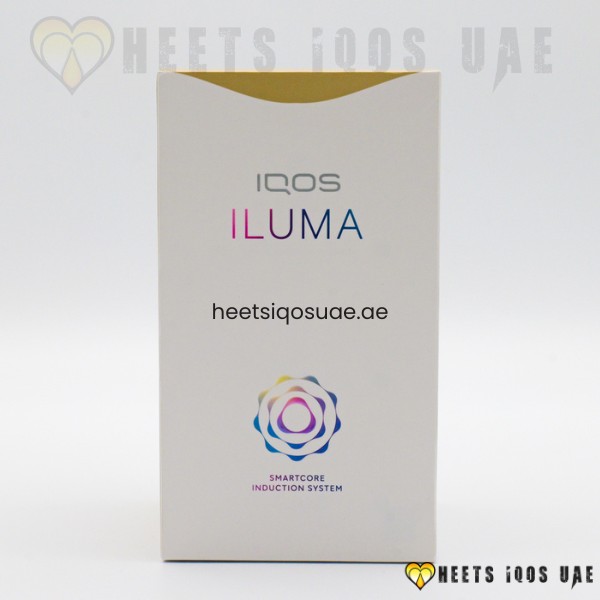 HEETS iQOS UAE
IQOS
ILUMA
heetsiqosuae.ae
SMARTCORE
INDUCTION SYSTEM
HEETS iQOS UAE